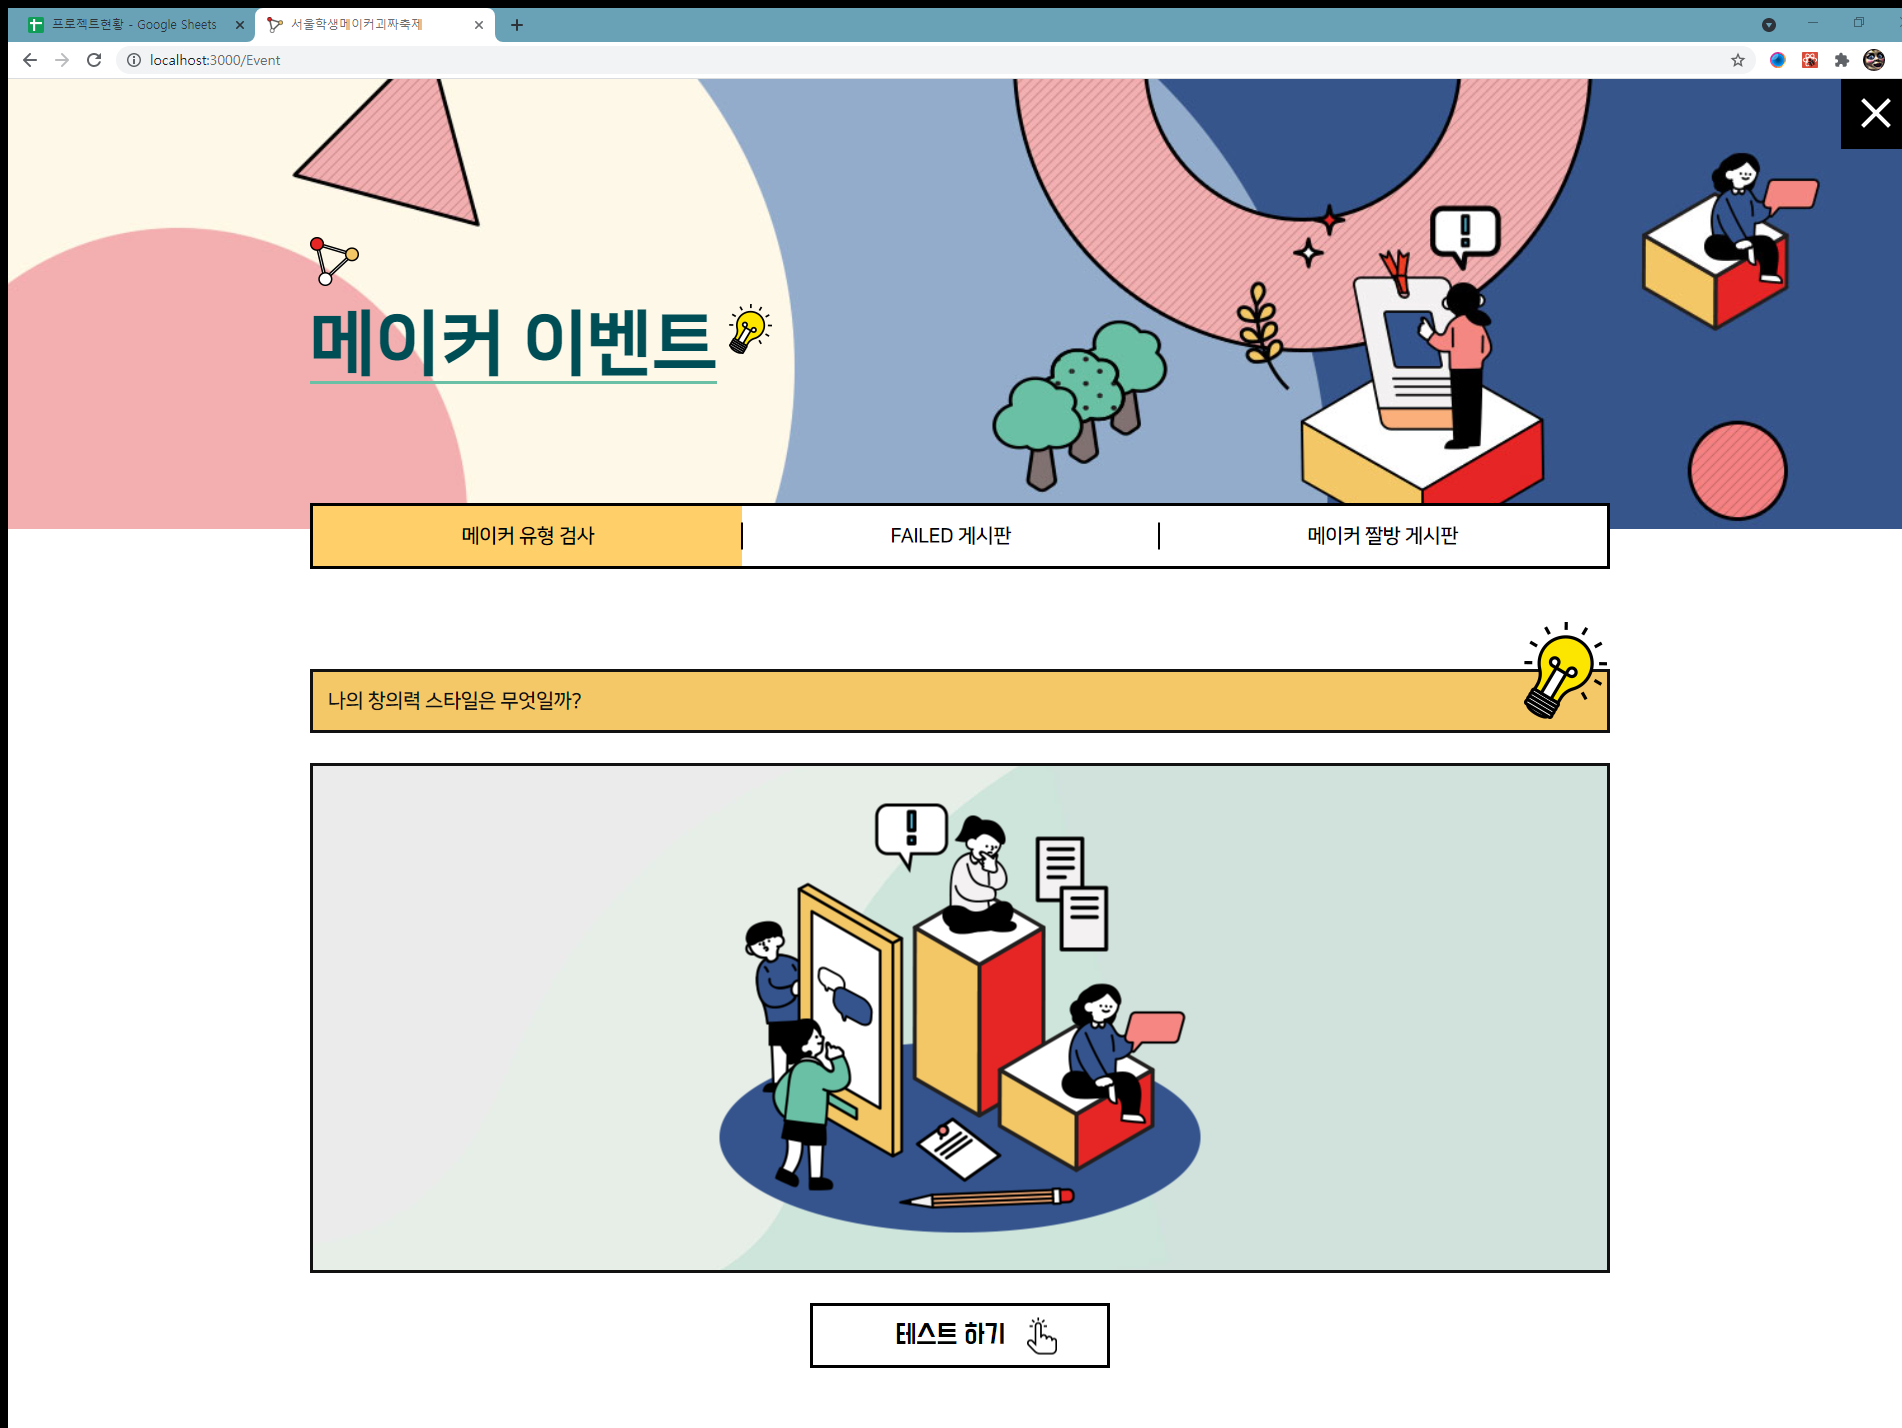 프로젝트현황 - Google Sheets
서울학생메이커괴짜축제
localhost:3000/Event
메이커 이벤트
메이커 유형 검사
FAILED 게시판
메이커 짤방 게시판
나의 창의력 스타일은 무엇일까?
테스트 하기